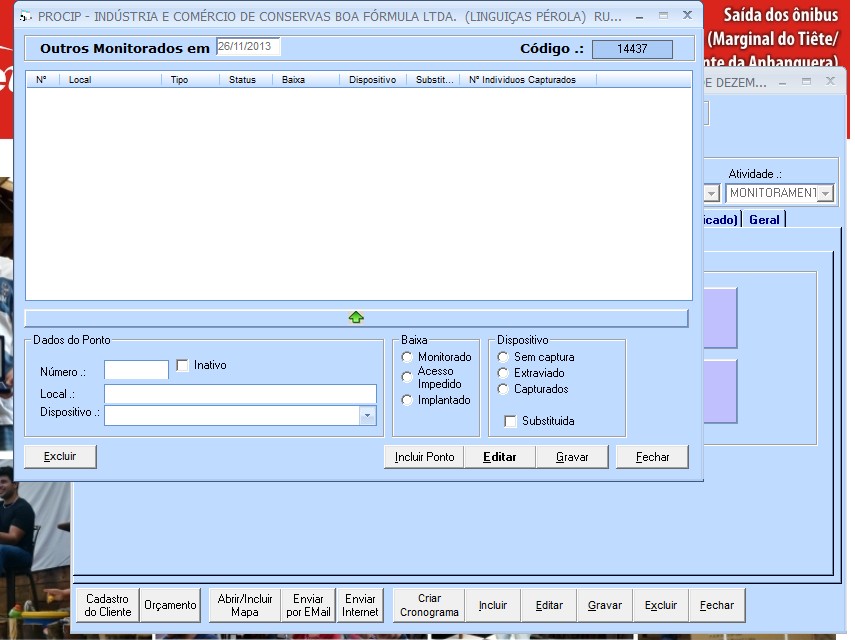 PROCIP - INDÚSTRIA E COMÉRCIO DE CONSERVAS BOA FÓRMULA LTDA. (LINGUIÇAS PÉROLA) RU...
Saída dos ônibus
(Marginal do Tiête/
nte da Anhanguera)
Outros Monitorados em 26/11/2013 Código .: 14437
E DEZEM...
Nº Local Tipo Status Baixa Dispositivo Substit... Nº Individuos Capturados
Atividade .:
MONITORAMENT
icado) Geral
Dados do Ponto
Número .: Inativo
Local .:
Dispositivo .:
Baixa
Monitorado
Acesso
Impedido
Implantado
Dispositivo
Sem captura
Extraviado
Capturados
Substituida
Excluir Incluir Ponto Editar Gravar Fechar
Cadastro
do Cliente
Orçamento
Abrir/Incluir
Mapa
Enviar
por EMail
Enviar
Internet
Criar
Cronograma
Incluir Editar Gravar Excluir Fechar